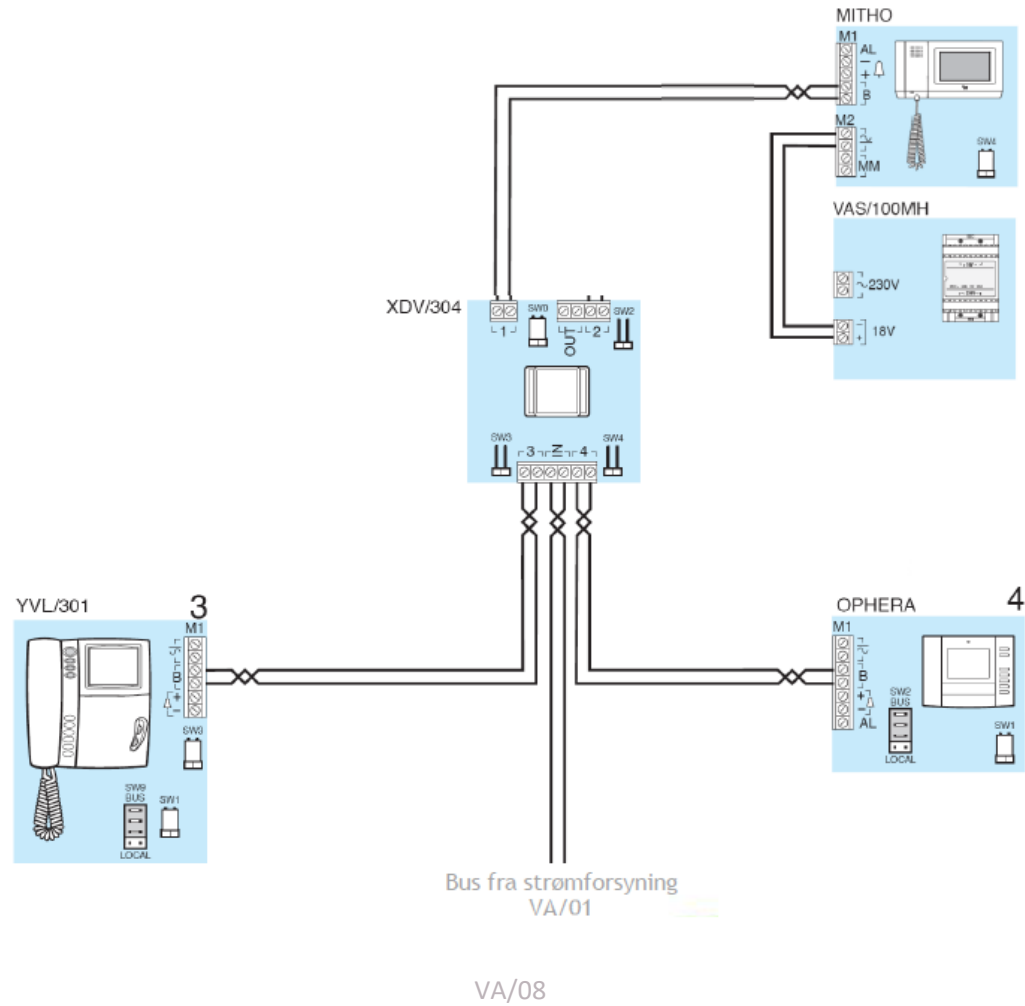 MITHO
M1
AL
−
+
B
M2
MM
SW4
VAS/100MH
~230V
− 18V
+
XDV/304
SW0
SW2
1
OUT
2
SW3
SW4
3
IN
4
YVL/301
3
M1
B
+
−
SW3
SW9
BUS
SW1
LOCAL
OPHERA
4
M1
B
+
−
AL
SW2
BUS
SW1
LOCAL
Bus fra strømforsyning
VA/01
VA/08